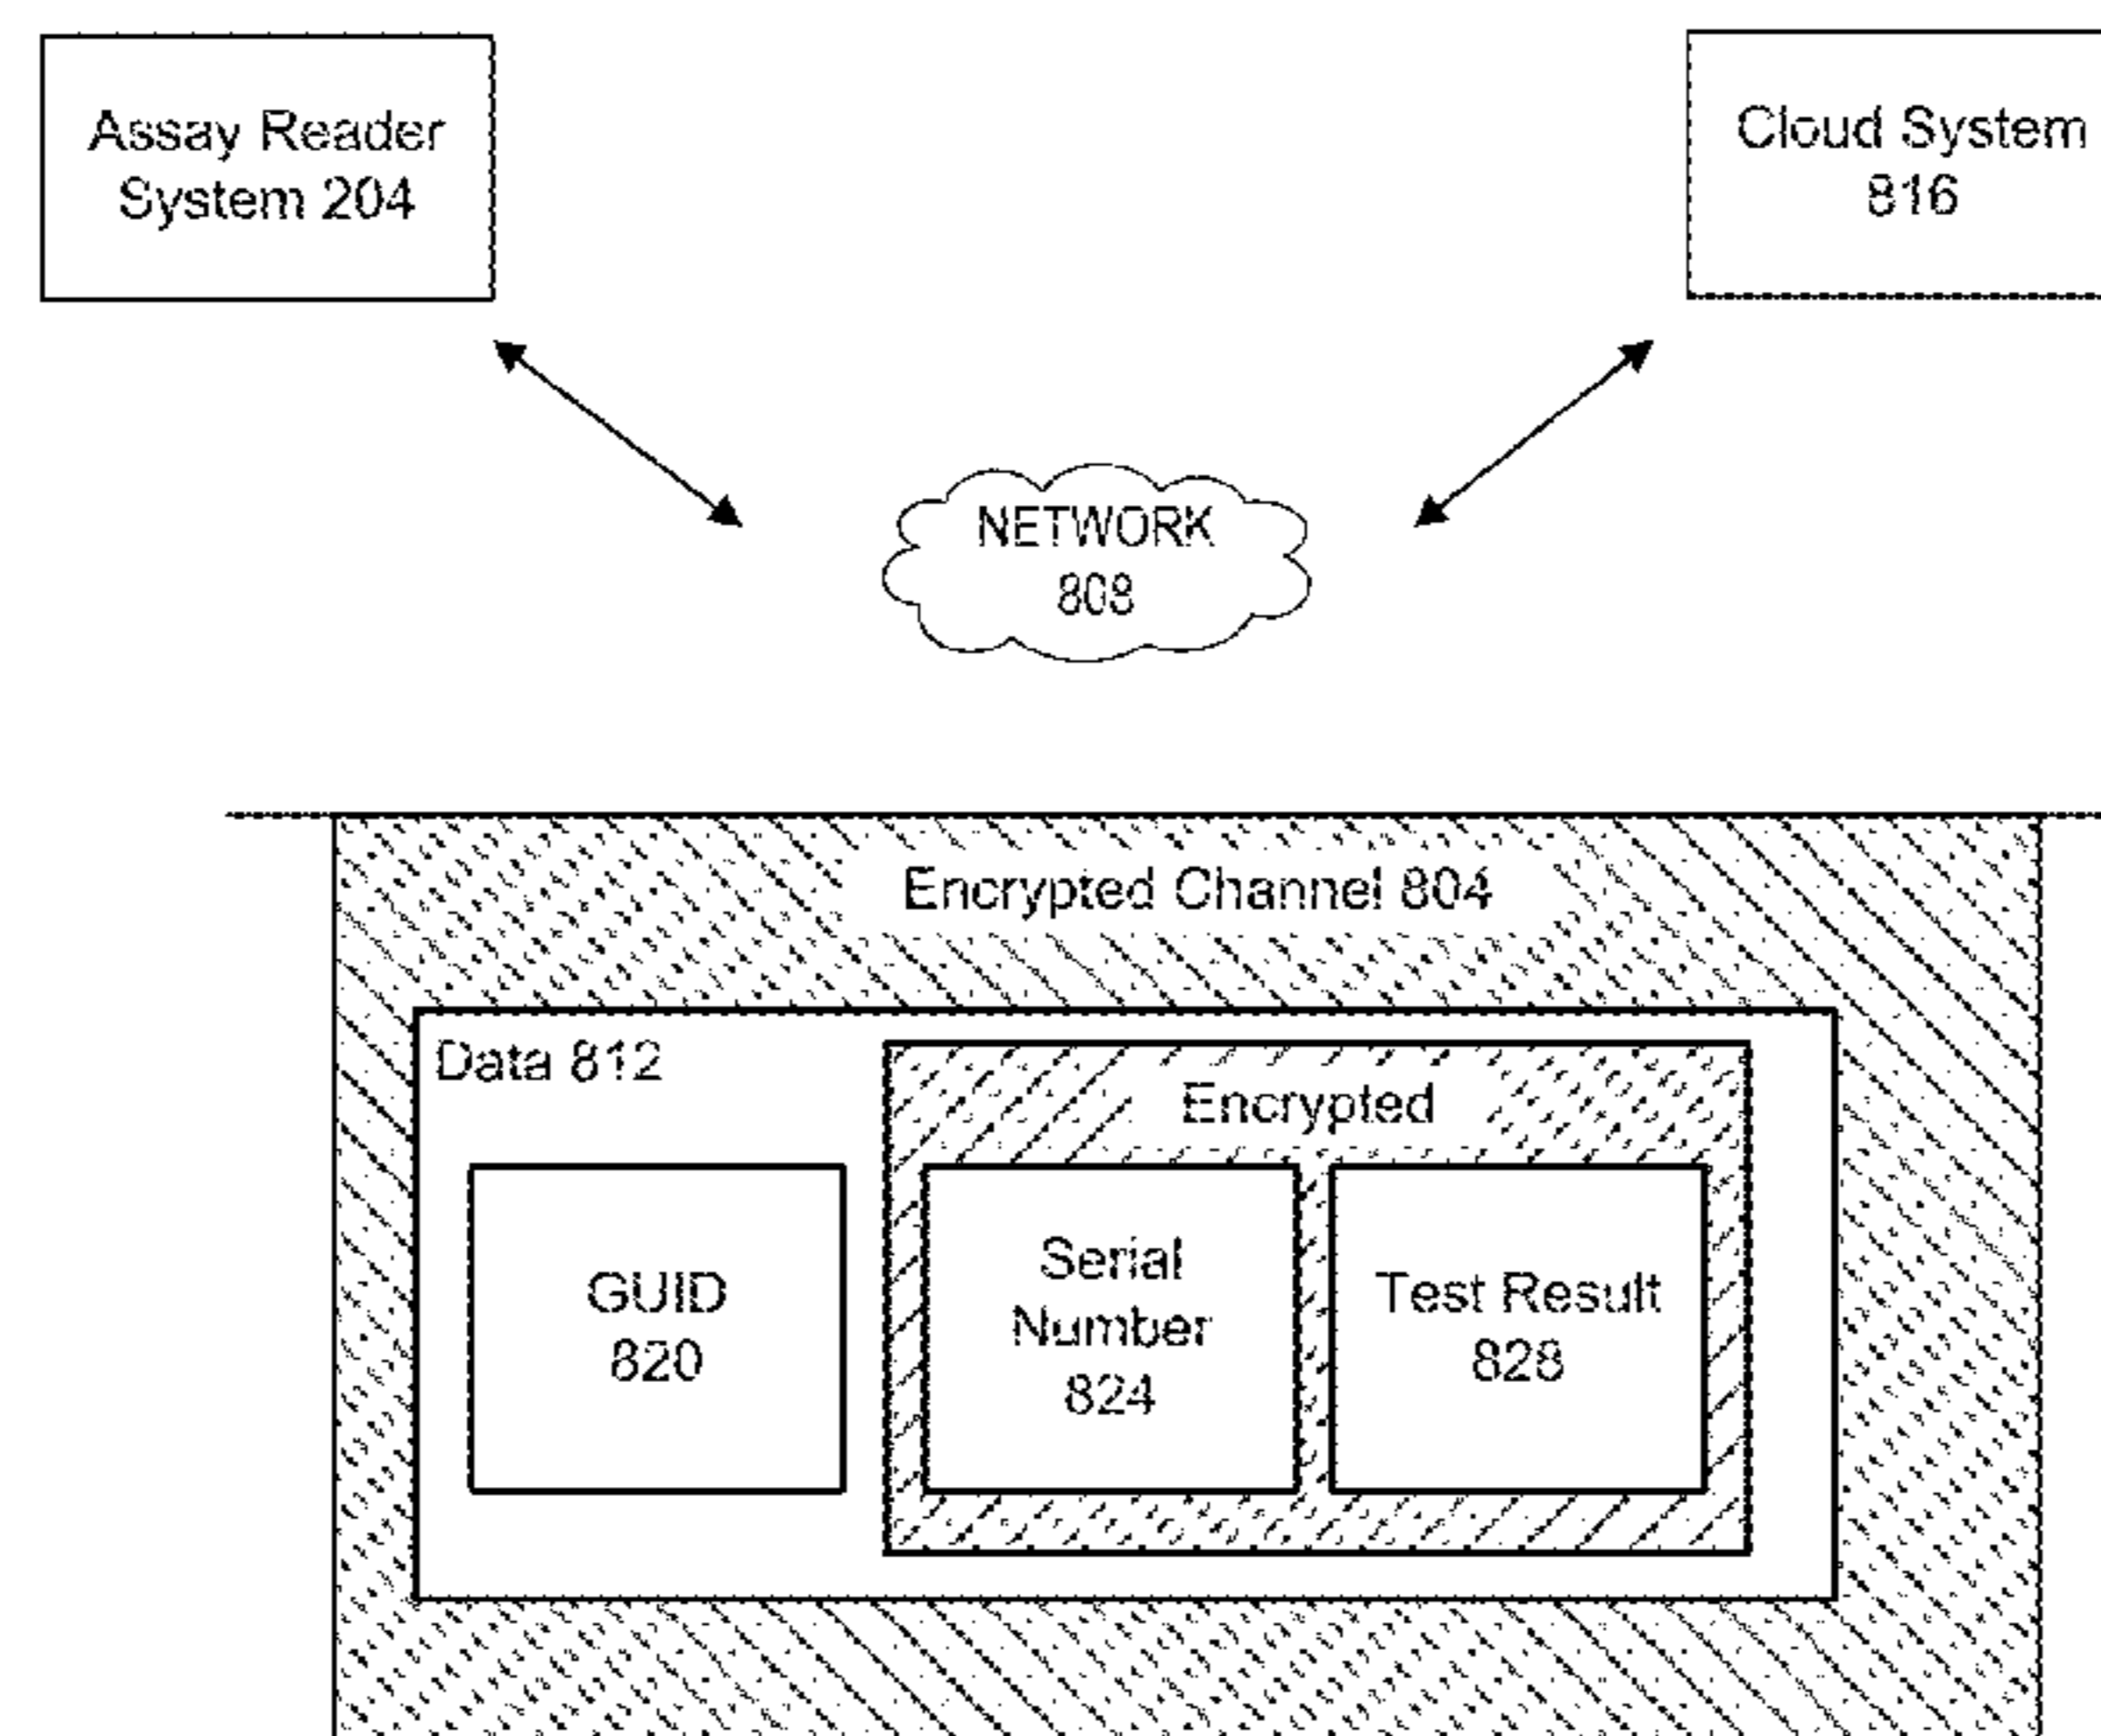 Assay Reader
System 204
Cloud System
816
NETWORK
808
Encrypted Channel 804
Data 812
Encrypted
GUID
820
Serial
Number
824
Test Result
828